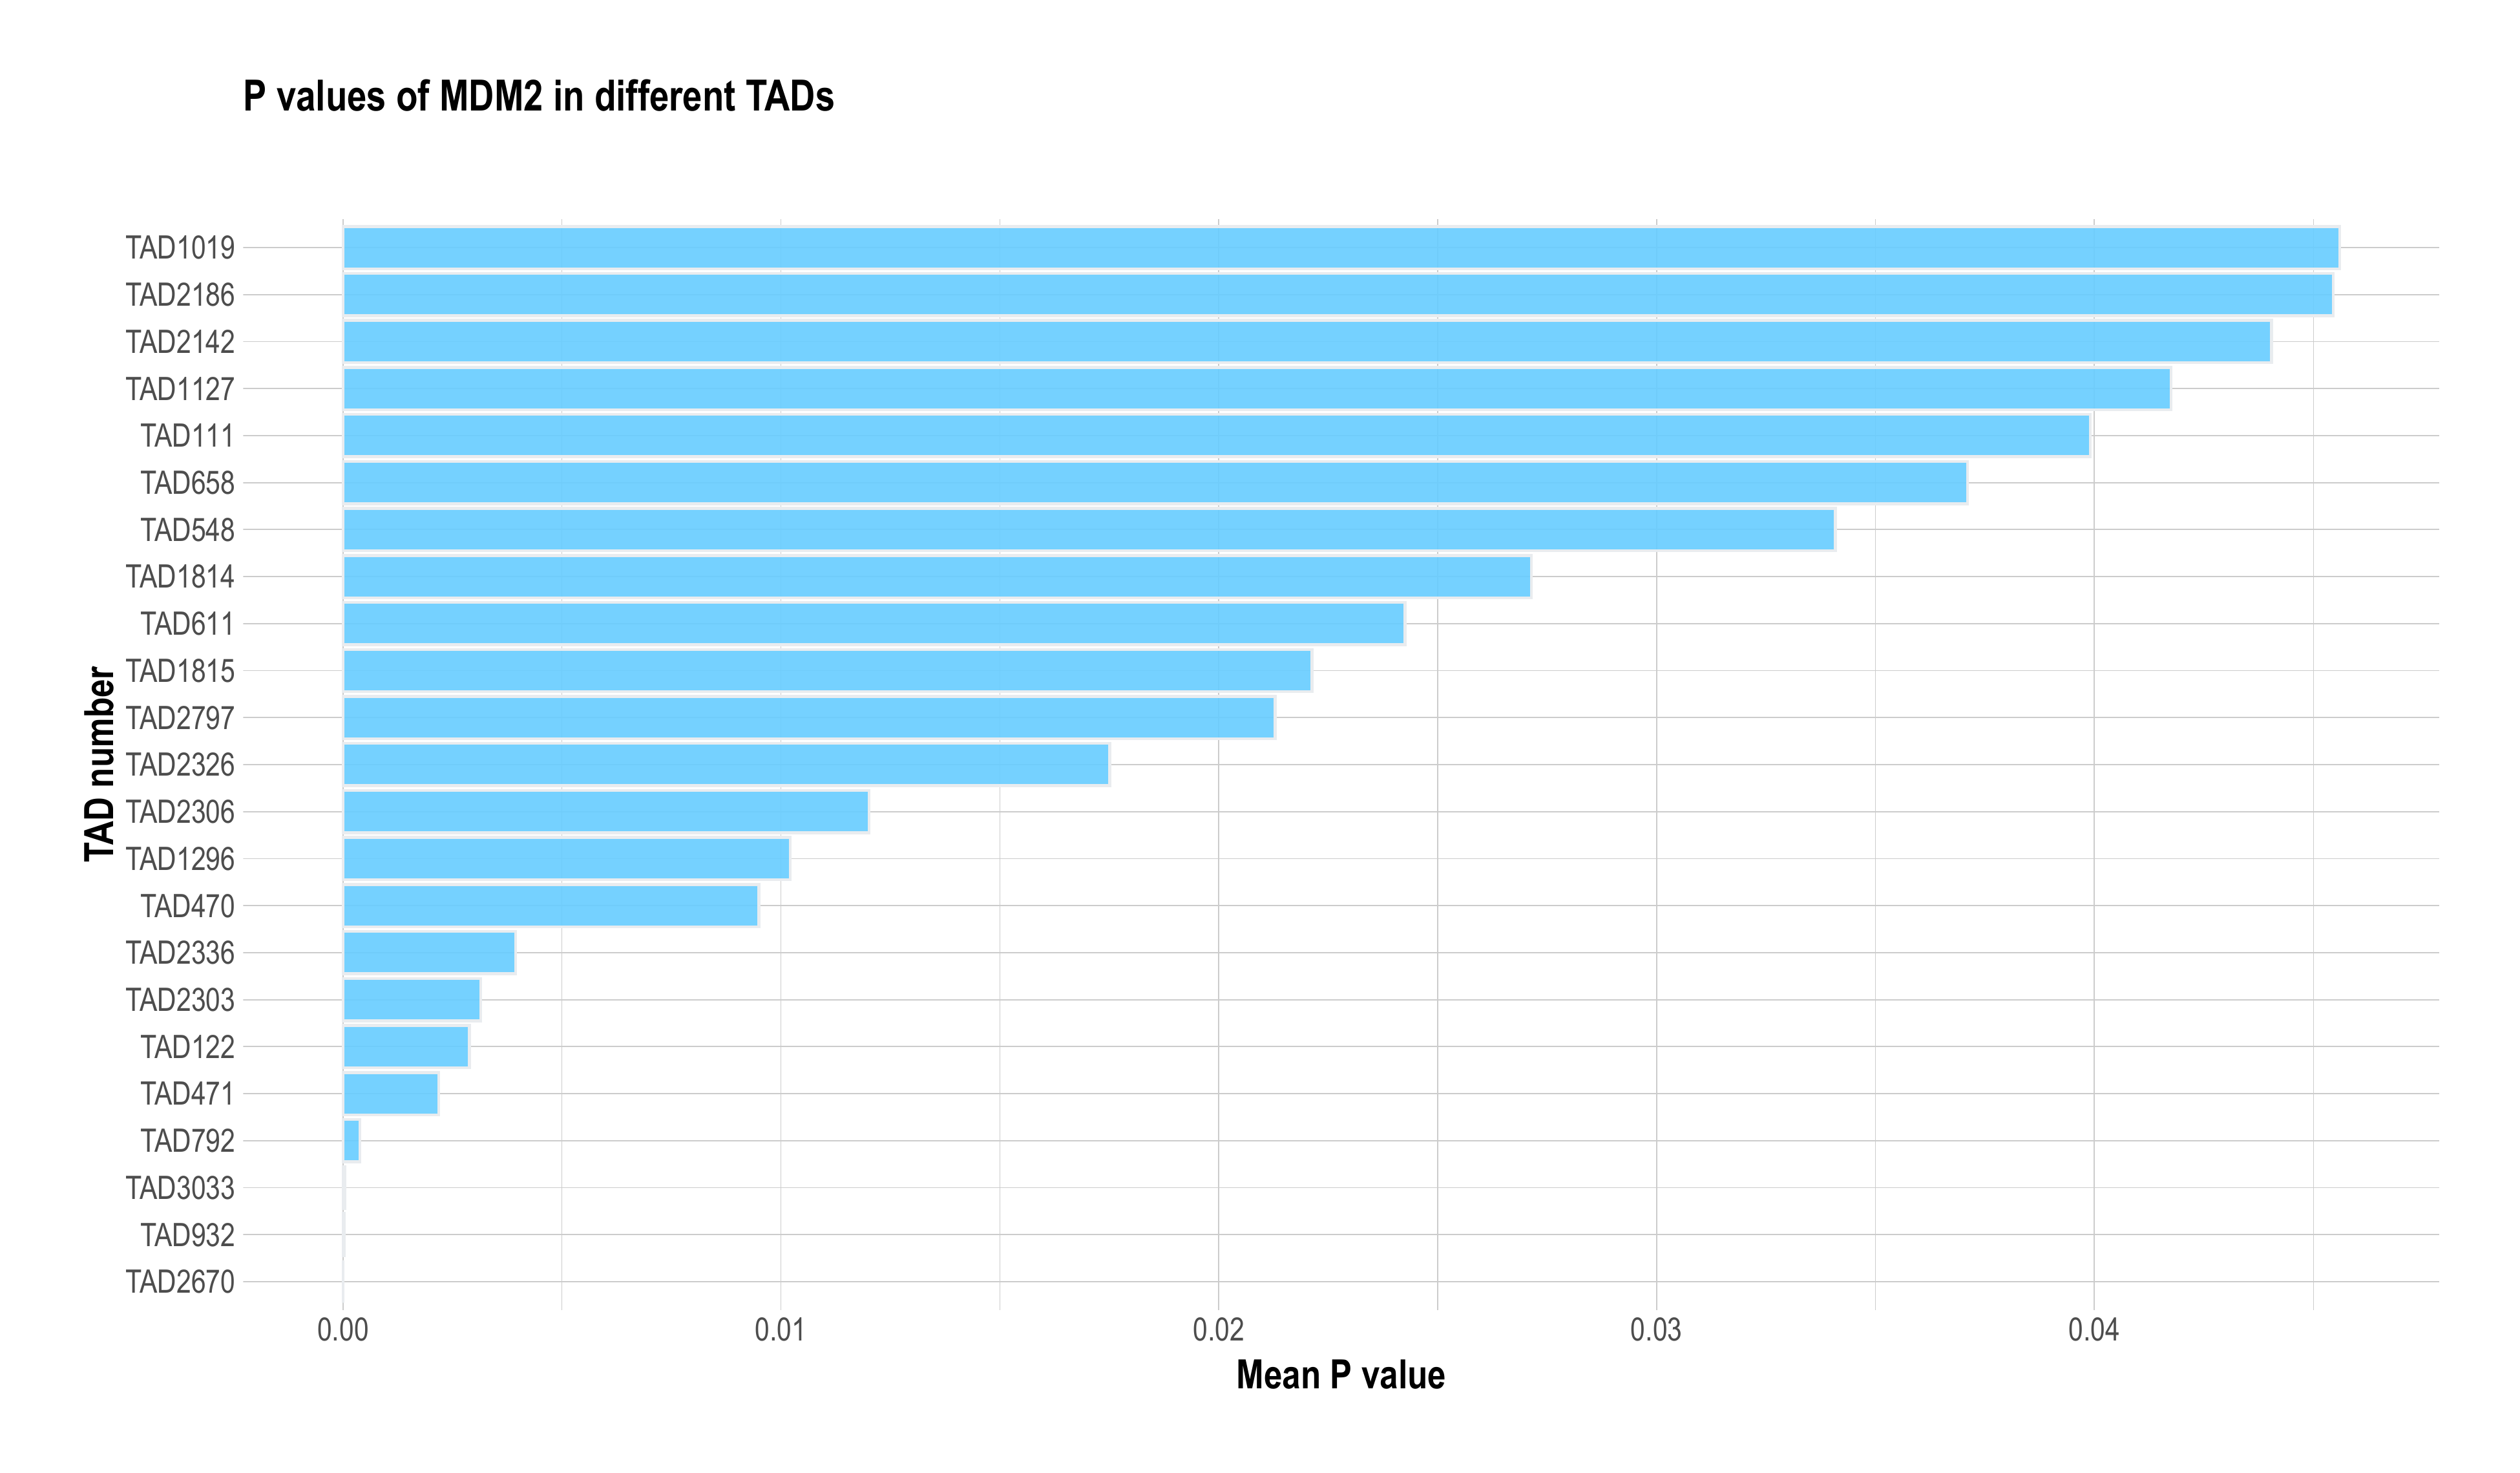 P values of MDM2 in different TADs
TAD number
TAD1019
TAD2186
TAD2142
TAD1127
TAD111
TAD658
TAD548
TAD1814
TAD611
TAD1815
TAD2797
TAD2326
TAD2306
TAD1296
TAD470
TAD2336
TAD2303
TAD122
TAD471
TAD792
TAD3033
TAD932
TAD2670
0.00 0.01 0.02 0.03 0.04
Mean P value